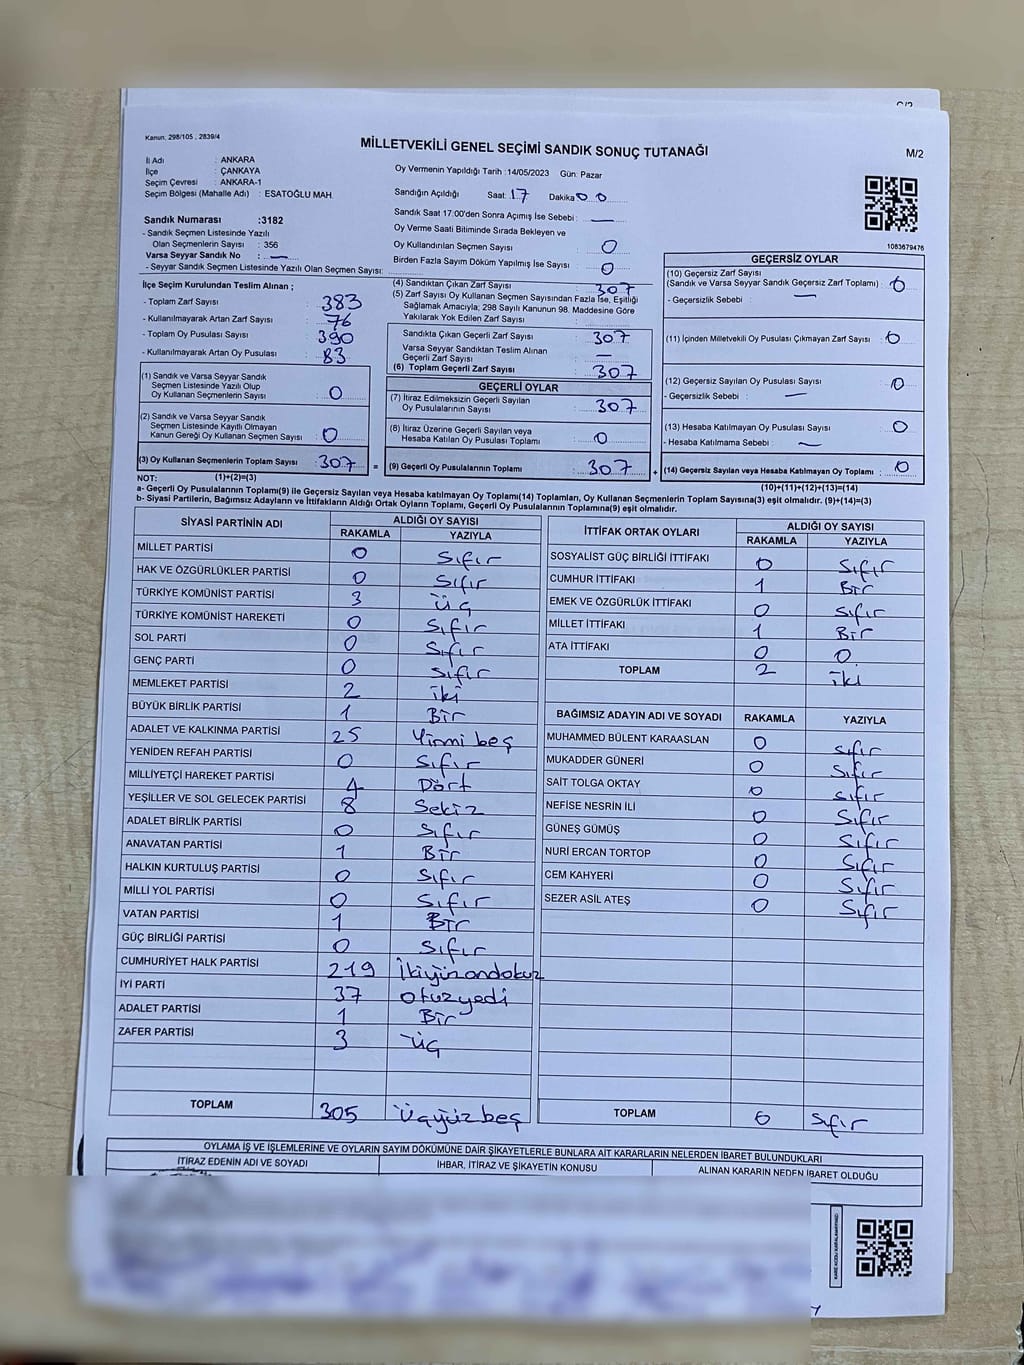 Kanun: 298/105 ; 2839/4
MİLLETVEKİLİ GENEL SEÇİMİ SANDIK SONUÇ TUTANAĞI
M/2
İl Adı : ANKARA
İlçe : ÇANKAYA
Seçim Çevresi : ANKARA-1
Seçim Bölgesi (Mahalle Adı) : ESATOĞLU MAH.
Oy Vermenin Yapıldığı Tarih :14/05/2023 Gün: Pazar
Sandığın Açıldığı Saat: 17 Dakika 00
Sandık Saat 17:00'den Sonra Açımış İse Sebebi : —
Oy Verme Saati Bitiminde Sırada Bekleyen ve
Oy Kullandırılan Seçmen Sayısı : 0
Birden Fazla Sayım Döküm Yapılmış İse Sayısı : 0
1083679476
Sandık Numarası :3182
- Sandık Seçmen Listesinde Yazılı
Olan Seçmenlerin Sayısı : 356
Varsa Seyyar Sandık No : —
- Seyyar Sandık Seçmen Listesinde Yazılı Olan Seçmen Sayısı:
İlçe Seçim Kurulundan Teslim Alınan ;
- Toplam Zarf Sayısı : 383
- Kullanılmayarak Artan Zarf Sayısı : 76
- Toplam Oy Pusulası Sayısı : 390
- Kullanılmayarak Artan Oy Pusulası : 83
(1) Sandık ve Varsa Seyyar Sandık
Seçmen Listesinde Yazılı Olup
Oy Kullanan Seçmenlerin Sayısı : 0
(2) Sandık ve Varsa Seyyar Sandık
Seçmen Listesinde Kayıtlı Olmayan
Kanun Gereği Oy Kullanan Seçmen Sayısı : 0
(3) Oy Kullanan Seçmenlerin Toplam Sayısı : 307
(1)+(2)=(3)
(4) Sandıktan Çıkan Zarf Sayısı : 307
(5) Zarf Sayısı Oy Kullanan Seçmen Sayısından Fazla İse, Eşitliği
Sağlamak Amacıyla; 298 Sayılı Kanunun 98. Maddesine Göre
Yakılarak Yok Edilen Zarf Sayısı :
Sandıkta Çıkan Geçerli Zarf Sayısı : 307
Varsa Seyyar Sandıktan Teslim Alınan
Geçerli Zarf Sayısı : —
(6) Toplam Geçerli Zarf Sayısı : 307
GEÇERLİ OYLAR
(7) İtiraz Edilmeksizin Geçerli Sayılan
Oy Pusulalarının Sayısı : 307
(8) İtiraz Üzerine Geçerli Sayılan veya
Hesaba Katılan Oy Pusulası Toplamı : 0
= (9) Geçerli Oy Pusulalarının Toplamı : 307
GEÇERSİZ OYLAR
(10) Geçersiz Zarf Sayısı
(Sandık ve Varsa Seyyar Sandık Geçersiz Zarf Toplamı) : 0
- Geçersizlik Sebebi : —
(11) İçinden Milletvekili Oy Pusulası Çıkmayan Zarf Sayısı : 0
(12) Geçersiz Sayılan Oy Pusulası Sayısı : 0
- Geçersizlik Sebebi : —
(13) Hesaba Katılmayan Oy Pusulası Sayısı : 0
- Hesaba Katılmama Sebebi : —
+ (14) Geçersiz Sayılan veya Hesaba Katılmayan Oy Toplamı : 0
(10)+(11)+(12)+(13)=(14)
NOT:
a- Geçerli Oy Pusulalarının Toplamı(9) ile Geçersiz Sayılan veya Hesaba katılmayan Oy Toplamı(14) Toplamları, Oy Kullanan Seçmenlerin Toplam Sayısına(3) eşit olmalıdır. (9)+(14)=(3)
b- Siyasi Partilerin, Bağımsız Adayların ve İttifakların Aldığı Ortak Oyların Toplamı, Geçerli Oy Pusulalarının Toplamına(9) eşit olmalıdır.
SİYASİ PARTİNİN ADI ALDIĞI OY SAYISI
RAKAMLA YAZIYLA
MİLLET PARTİSİ 0 Sıfır
HAK VE ÖZGÜRLÜKLER PARTİSİ 0 Sıfır
TÜRKİYE KOMÜNİST PARTİSİ 3 Üç
TÜRKİYE KOMÜNİST HAREKETİ 0 Sıfır
SOL PARTİ 0 Sıfır
GENÇ PARTİ 0 Sıfır
MEMLEKET PARTİSİ 2 İki
BÜYÜK BİRLİK PARTİSİ 1 Bir
ADALET VE KALKINMA PARTİSİ 25 Yirmi beş
YENİDEN REFAH PARTİSİ 0 Sıfır
MİLLİYETÇİ HAREKET PARTİSİ 4 Dört
YEŞİLLER VE SOL GELECEK PARTİSİ 8 Sekiz
ADALET BİRLİK PARTİSİ 0 Sıfır
ANAVATAN PARTİSİ 1 Bir
HALKIN KURTULUŞ PARTİSİ 0 Sıfır
MİLLİ YOL PARTİSİ 0 Sıfır
VATAN PARTİSİ 1 Bir
GÜÇ BİRLİĞİ PARTİSİ 0 Sıfır
CUMHURİYET HALK PARTİSİ 219 İkiyüzondokuz
İYİ PARTİ 37 otuzyedi
ADALET PARTİSİ 1 Bir
ZAFER PARTİSİ 3 Üç
TOPLAM 305 Üçyüzbeş
İTTİFAK ORTAK OYLARI ALDIĞI OY SAYISI
RAKAMLA YAZIYLA
SOSYALİST GÜÇ BİRLİĞİ İTTİFAKI 0 Sıfır
CUMHUR İTTİFAKI 1 Bir
EMEK VE ÖZGÜRLÜK İTTİFAKI 0 Sıfır
MİLLET İTTİFAKI 1 Bir
ATA İTTİFAKI 0 0
TOPLAM 2 iki
BAĞIMSIZ ADAYIN ADI VE SOYADI RAKAMLA YAZIYLA
MUHAMMED BÜLENT KARAASLAN 0 Sıfır
MUKADDER GÜNERİ 0 Sıfır
SAİT TOLGA OKTAY 0 Sıfır
NEFİSE NESRİN İLİ 0 Sıfır
GÜNEŞ GÜMÜŞ 0 Sıfır
NURİ ERCAN TORTOP 0 Sıfır
CEM KAHYERİ 0 Sıfır
SEZER ASİL ATEŞ 0 Sıfır
TOPLAM 0 Sıfır
OYLAMA İŞ VE İŞLEMLERİNE VE OYLARIN SAYIM DÖKÜMÜNE DAİR ŞİKAYETLERLE BUNLARA AİT KARARLARIN NELERDEN İBARET BULUNDUKLARI
İTİRAZ EDENİN ADI VE SOYADI İHBAR, İTİRAZ VE ŞİKAYETİN KONUSU ALINAN KARARIN NEDEN İBARET OLDUĞU